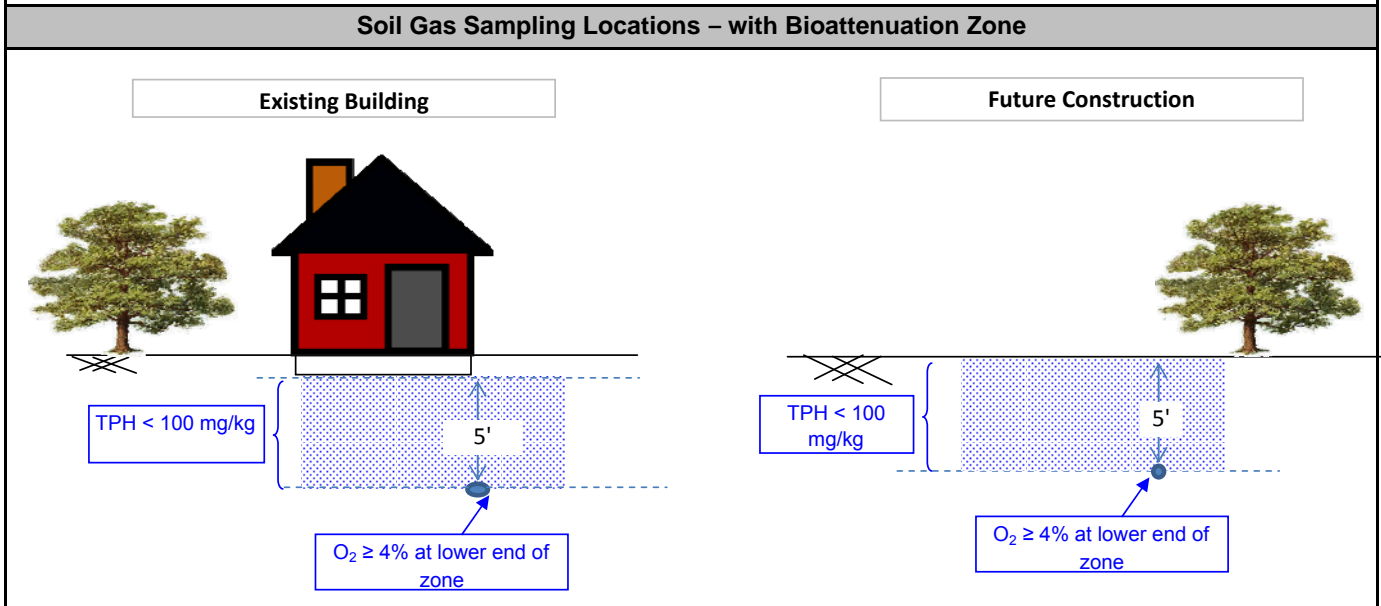 Soil Gas Sampling Locations – with Bioattenuation Zone
Existing Building
Future Construction
TPH < 100 mg/kg
5'
O₂ ≥ 4% at lower end of
zone
TPH < 100
mg/kg
5'
O₂ ≥ 4% at lower end of
zone